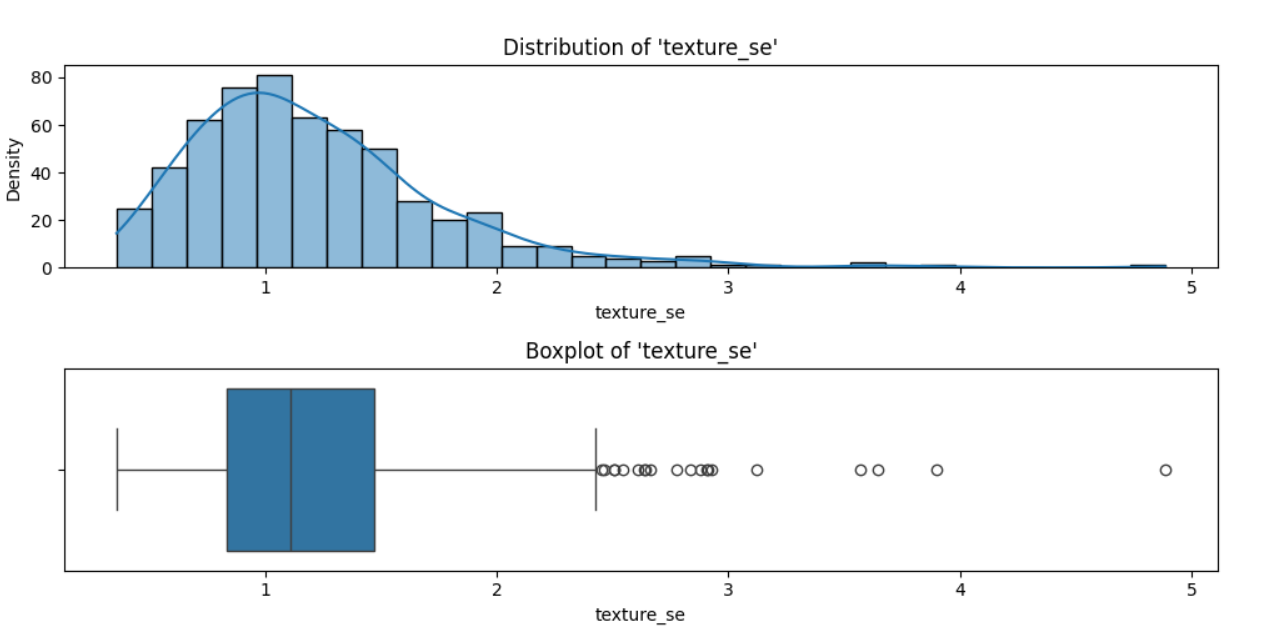 Distribution of 'texture_se'
80
60
40
20
0
Density
1 2 3 4 5
texture_se
Boxplot of 'texture_se'
1 2 3 4 5
texture_se